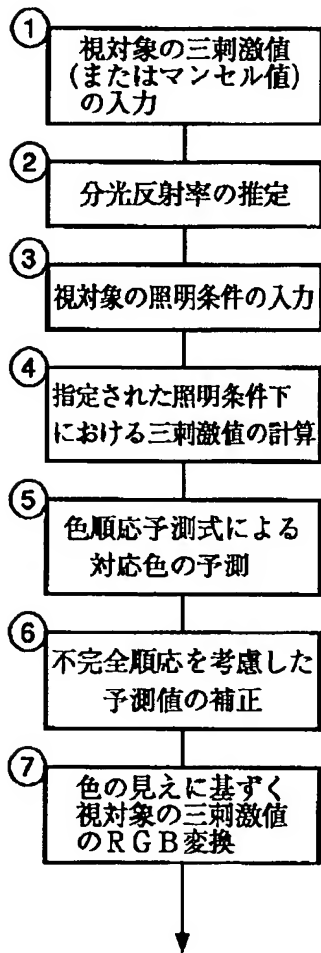 ①
視対象の三刺激値
(またはマンセル値)
の入力
②
分光反射率の推定
③
視対象の照明条件の入力
④
指定された照明条件下
における三刺激値の計算
⑤
色順応予測式による
対応色の予測
⑥
不完全順応を考慮した
予測値の補正
⑦
色の見えに基ずく
視対象の三刺激値
のRGB変換